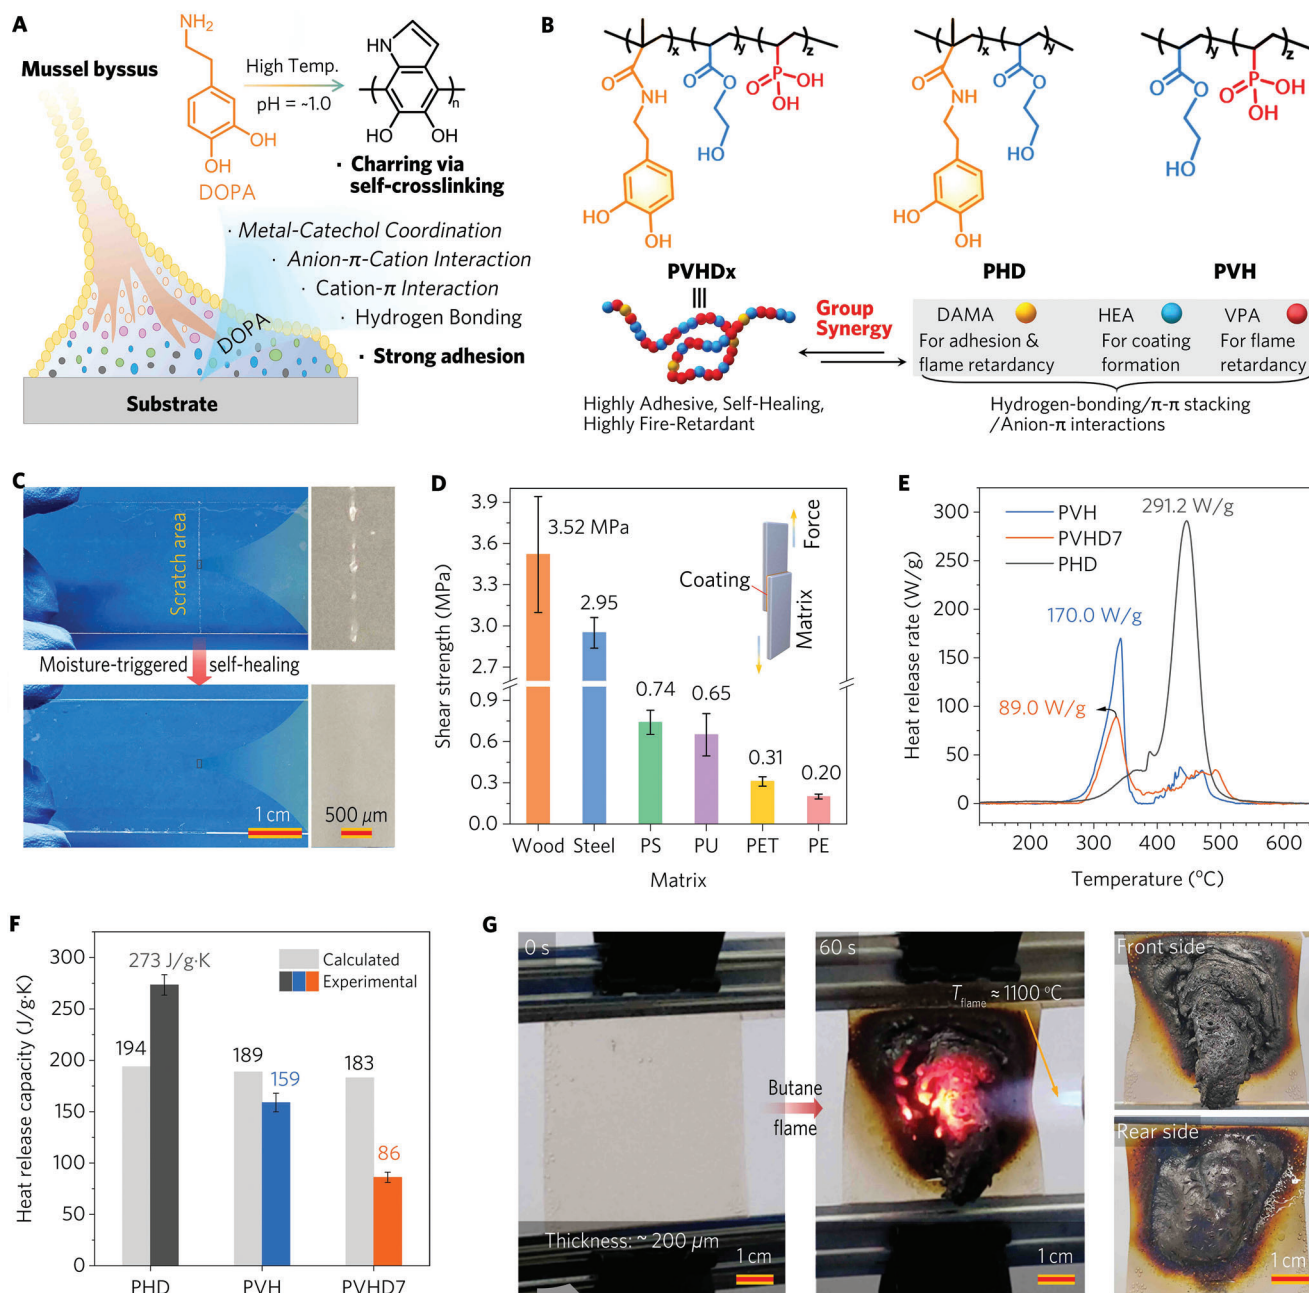 A
Mussel byssus
NH2
HO
OH
DOPA
High Temp.
pH = ~1.0
HN
n
HO
OH
· Charring via
self-crosslinking
· Metal-Catechol Coordination
· Anion-π-Cation Interaction
· Cation-π Interaction
· Hydrogen Bonding
· Strong adhesion
DOPA
Substrate
B
x
y
z
O
NH
HO
OH
O
O
HO
O
P
OH
OH
x
y
O
NH
HO
OH
O
O
HO
y
z
O
O
HO
O
P
OH
OH
PVHDx
PHD
PVH
Group
Synergy
DAMA
For adhesion &
flame retardancy
HEA
For coating
formation
VPA
For flame
retardancy
Highly Adhesive, Self-Healing,
Highly Fire-Retardant
Hydrogen-bonding/π-π stacking
/Anion-π interactions
C
Scratch area
Moisture-triggered self-healing
1 cm
500 μm
D
Shear strength (MPa)
3.9
3.6
3.3
3.0
2.7
0.9
0.6
0.3
0.0
3.52 MPa
2.95
0.74
0.65
0.31
0.20
Coating
Force
Matrix
Wood Steel PS PU PET PE
Matrix
E
Heat release rate (W/g)
300
250
200
150
100
50
0
PVH
PVHD7
PHD
291.2 W/g
170.0 W/g
89.0 W/g
200 400 600
Temperature (°C)
F
Heat release capacity (J/g·K)
300
250
200
150
100
50
0
273 J/g·K
Calculated
Experimental
194
189
159
183
86
PHD PVH PVHD7
G
0 s
Thickness: ~ 200 μm
1 cm
Butane
flame
60 s
Tflame ≈ 1100 °C
1 cm
Front side
Rear side
1 cm